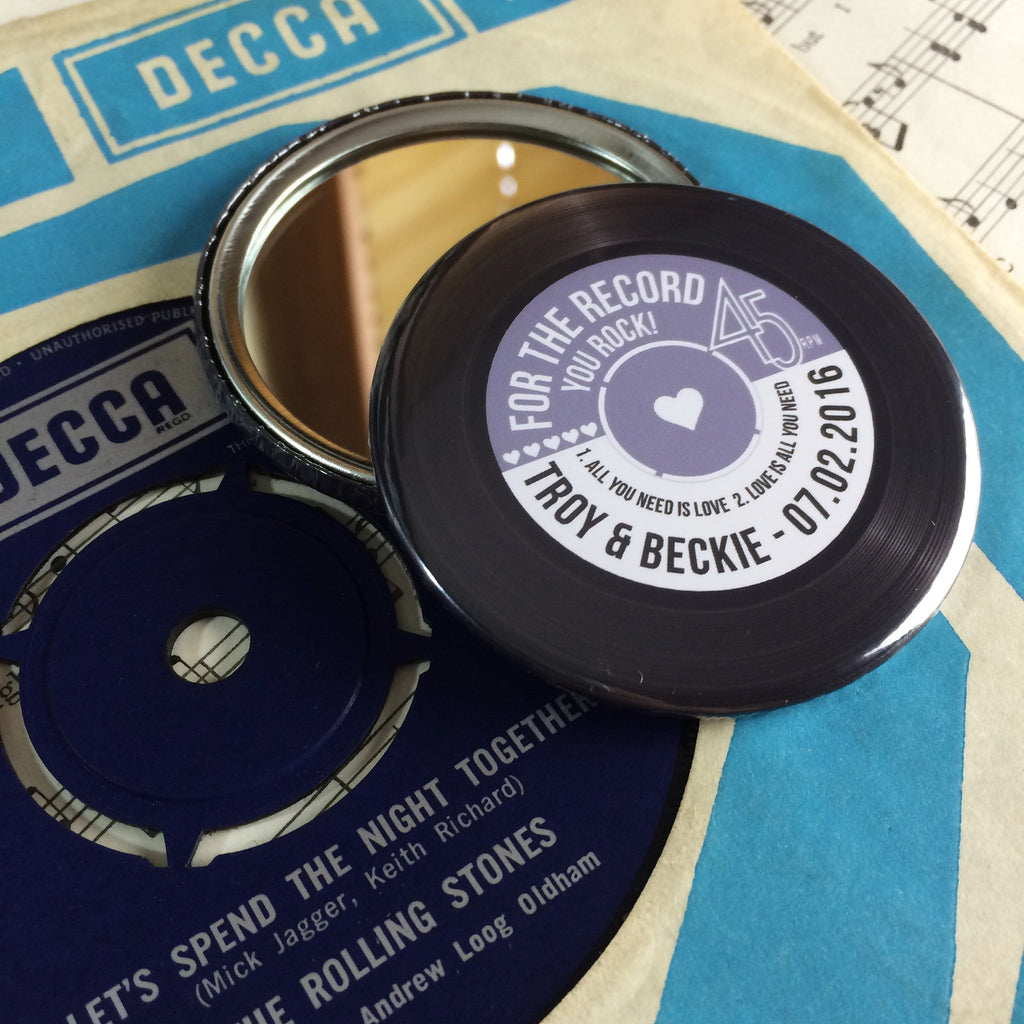 DECCA
UNAUTHORISED
DECCA
REGD.
FOR THE RECORD
YOU ROCK!
45
RPM
1. ALL YOU NEED IS LOVE 2. LOVE IS ALL YOU NEED
TROY & BECKIE - 07.02.2016
LET'S SPEND THE NIGHT TOGETHER
(Mick Jagger, Keith Richard)
ROLLING STONES
Andrew Loog Oldham